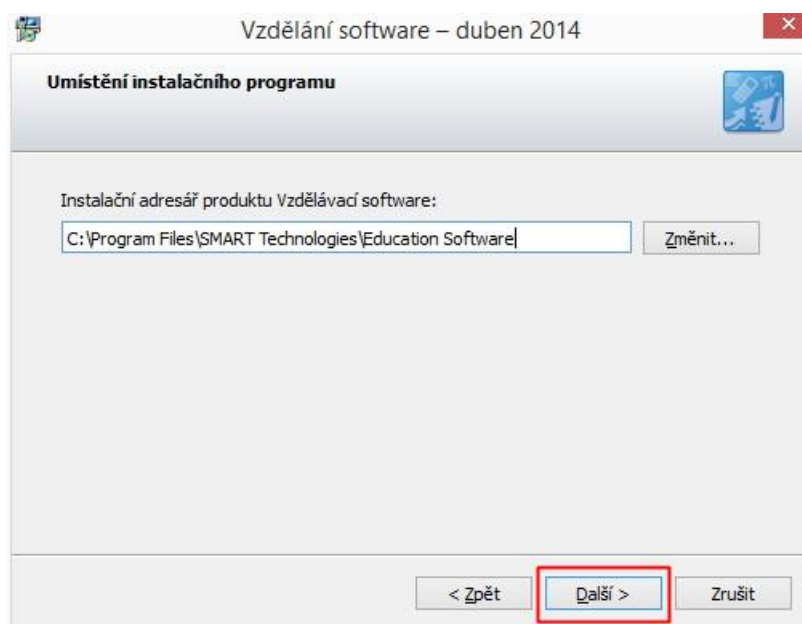 Vzdělání software – duben 2014
Umístění instalačního programu
Instalační adresář produktu Vzdělávací software:
C:\Program Files\SMART Technologies\Education Software
Změnit...
< Zpět
Další >
Zrušit